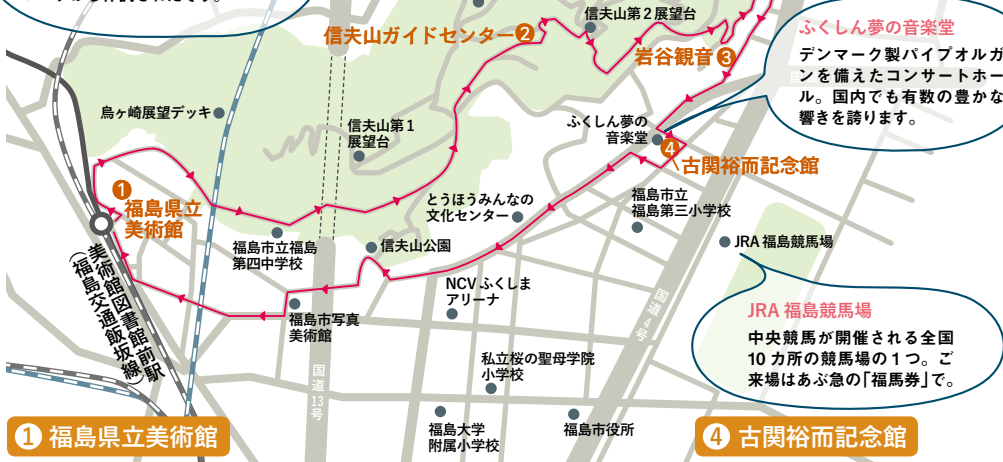 信夫山第2展望台
信夫山ガイドセンター❷
岩谷観音❸
ふくしん夢の音楽堂
デンマーク製パイプオルガ
ンを備えたコンサートホー
ル。国内でも有数の豊かな
響きを誇ります。
烏ヶ崎展望デッキ
信夫山第1
展望台
ふくしん夢の
音楽堂
❹
古関裕而記念館
❶
福島県立
美術館
とうほうみんなの
文化センター
福島市立
福島第三小学校
福島市立福島
第四中学校
信夫山公園
JRA 福島競馬場
美術館図書館前駅
(福島交通飯坂線)
NCV ふくしま
アリーナ
国道4号
福島市写真
美術館
JRA 福島競馬場
中央競馬が開催される全国
10カ所の競馬場の1つ。ご
来場はあぶ急の「福馬券」で。
国道13号
私立桜の聖母学院
小学校
福島大学
附属小学校
福島市役所
❶ 福島県立美術館
❹ 古関裕而記念館